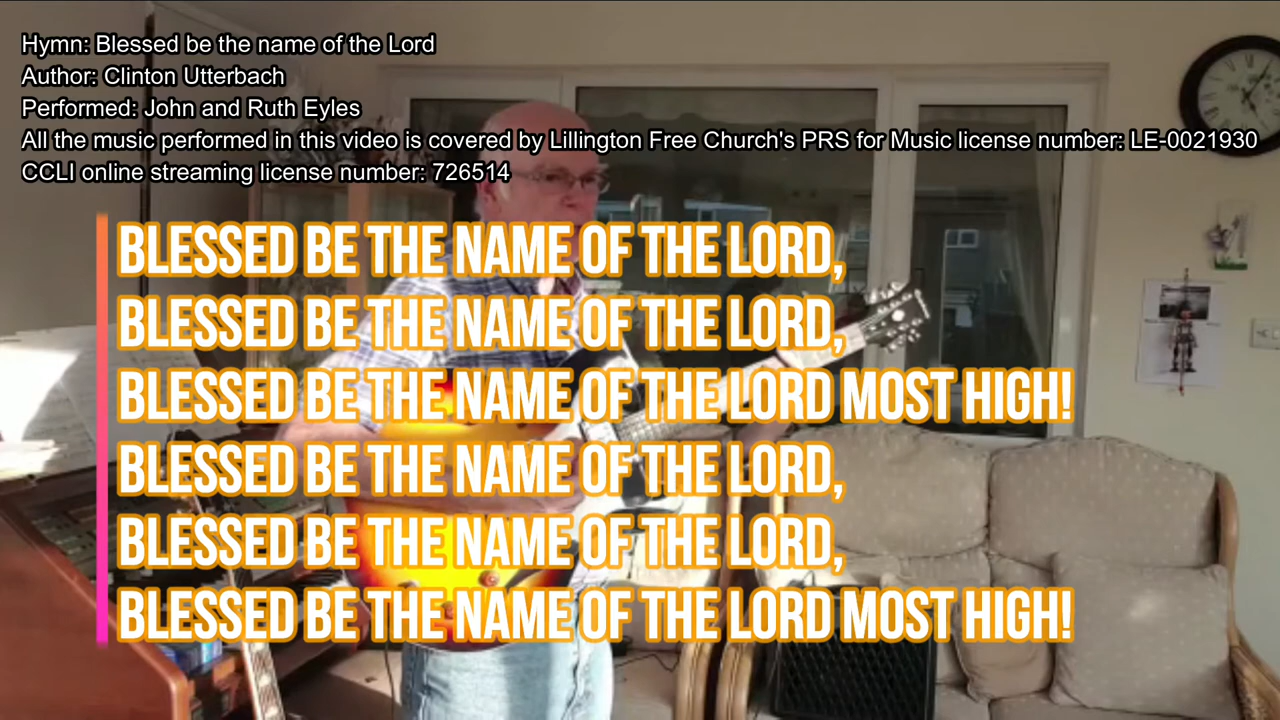 Hymn: Blessed be the name of the Lord
Author: Clinton Utterbach
Performed: John and Ruth Eyles
All the music performed in this video is covered by Lillington Free Church's PRS for Music license number: LE-0021930
CCLI online streaming license number: 726514
BLESSED BE THE NAME OF THE LORD,
BLESSED BE THE NAME OF THE LORD,
BLESSED BE THE NAME OF THE LORD MOST HIGH!
BLESSED BE THE NAME OF THE LORD,
BLESSED BE THE NAME OF THE LORD,
BLESSED BE THE NAME OF THE LORD MOST HIGH!